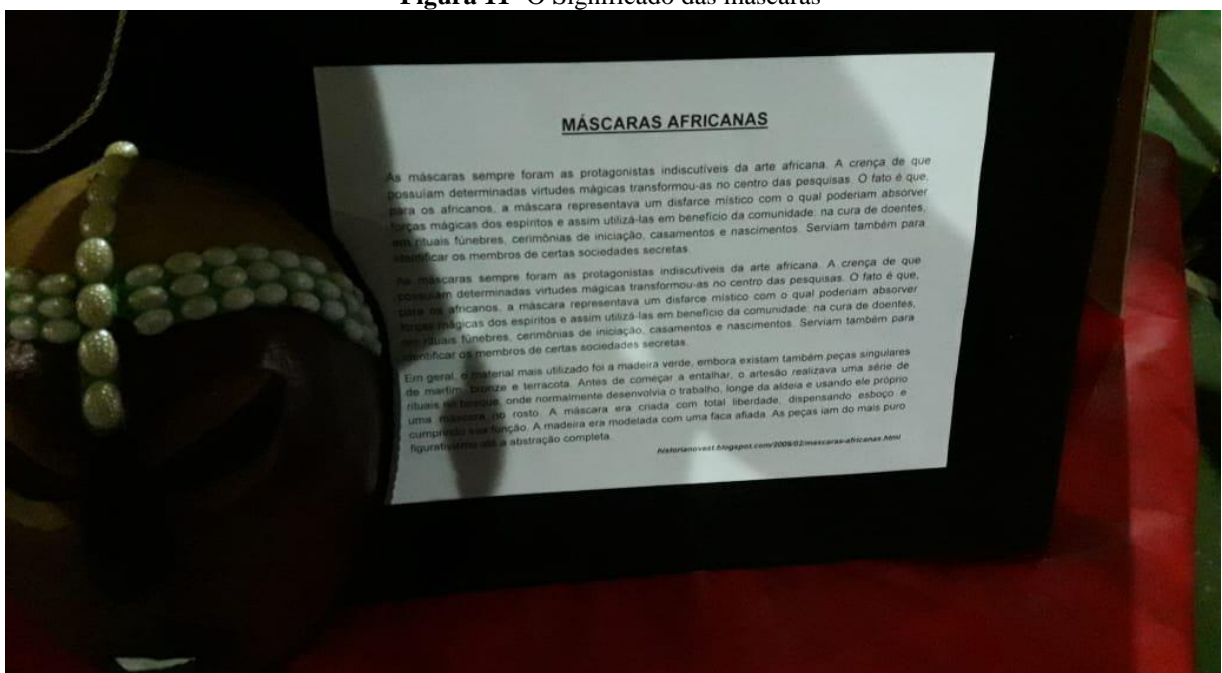 Figura 11- O Significado das máscaras
MÁSCARAS AFRICANAS
As máscaras sempre foram as protagonistas indiscutíveis da arte africana. A crença de que
possuíam determinadas virtudes mágicas transformou-as no centro das pesquisas. O fato é que,
para os africanos, a máscara representava um disfarce místico com o qual poderiam absorver
forças mágicas dos espíritos e assim utilizá-las em benefício da comunidade: na cura de doentes,
em rituais fúnebres, cerimônias de iniciação, casamentos e nascimentos. Serviam também para
identificar os membros de certas sociedades secretas.
As máscaras sempre foram as protagonistas indiscutíveis da arte africana. A crença de que
possuíam determinadas virtudes mágicas transformou-as no centro das pesquisas. O fato é que,
para os africanos, a máscara representava um disfarce místico com o qual poderiam absorver
forças mágicas dos espíritos e assim utilizá-las em benefício da comunidade: na cura de doentes,
em rituais fúnebres, cerimônias de iniciação, casamentos e nascimentos. Serviam também para
identificar os membros de certas sociedades secretas.
Em geral, o material mais utilizado foi a madeira verde, embora existam também peças singulares
de marfim, bronze e terracota. Antes de começar a entalhar, o artesão realizava uma série de
rituais no bosque, onde normalmente desenvolvia o trabalho, longe da aldeia e usando ele próprio
uma máscara no rosto. A máscara era criada com total liberdade, dispensando esboço e
cumprindo sua função. A madeira era modelada com uma faca afiada. As peças iam do mais puro
figurativismo até a abstração completa.
historianovest.blogspot.com/2009/02/mascaras-africanas.html